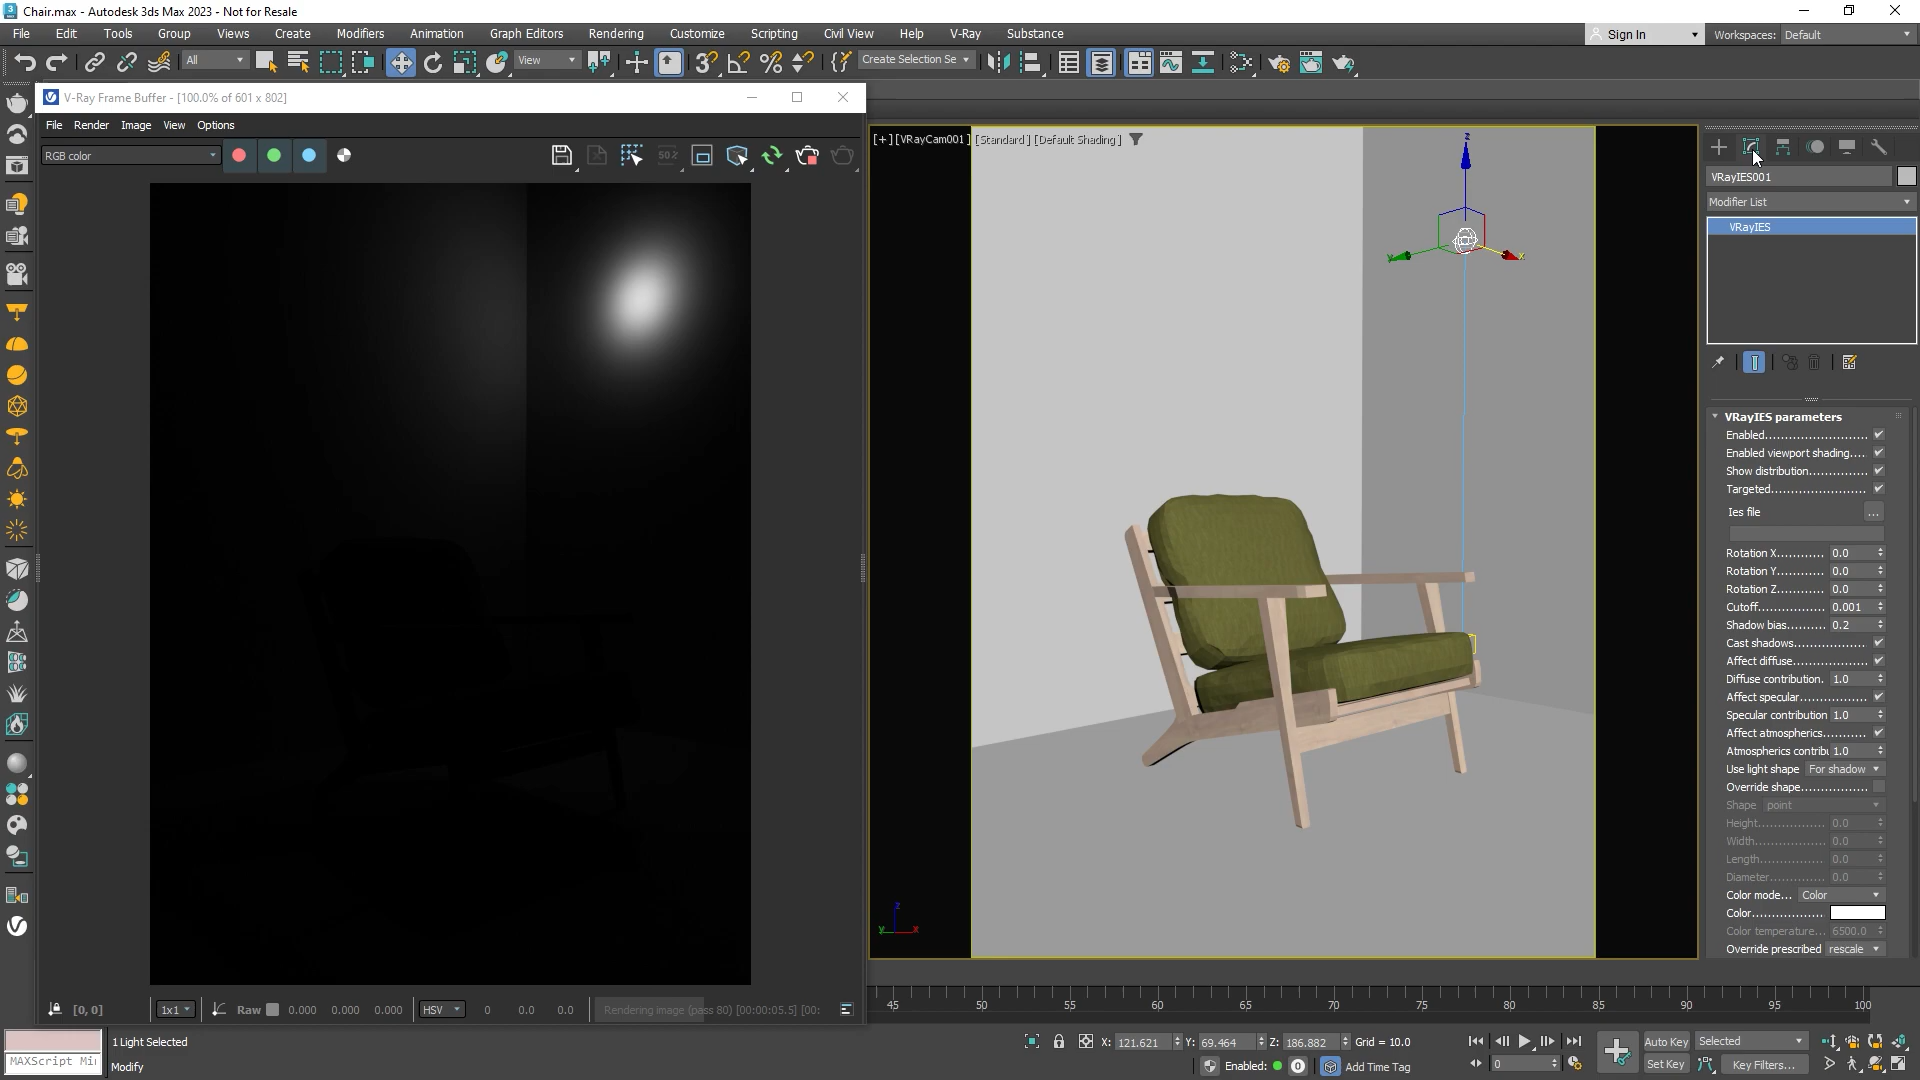 Chair.max - Autodesk 3ds Max 2023 - Not for Resale
File Edit Tools Group Views Create Modifiers Animation Graph Editors Rendering Customize Scripting Civil View V-Ray Arnold Help Substance
Sign In
Workspaces: Default
All
View
Create Selection Se
V-Ray Frame Buffer - [100.0% of 601 x 802]
File Render Image View Options
RGB color
50%
[+] [VRayCam001] [Standard] [Default Shading]
z
y
x
VRayIES001
Modifier List
VRayIES
VRayIES parameters
Enabled
Enabled viewport shading
Show distribution
Targeted
Ies file
...
Rotation X 0.0
Rotation Y 0.0
Rotation Z 0.0
Cutoff 0.001
Shadow bias 0.2
Cast shadows
Affect diffuse
Diffuse contribution. 1.0
Affect specular
Specular contribution 1.0
Affect atmospherics
Atmospherics contribu 1.0
Use light shape For shadow
Override shape
Shape point
Height 0.0
Width 0.0
Length 0.0
Diameter 0.0
Color mode... Color
Color
Color temperature... 6500.0
Override prescribed rescale
z
y
x
[0, 0]
1x1
Raw 0.000 0.000 0.000
HSV 0 0.0 0.0
Rendering image (pass 80) [00:00:05.5] [00:
45 50 55 60 65 70 75 80 85 90 95 100
1 Light Selected
MAXScript Mi
Modify
X: 121.621 Y: 69.464 Z: 186.882 Grid = 10.0
Enabled: 0
Add Time Tag
0
Auto Key Selected
Set Key Key Filters...